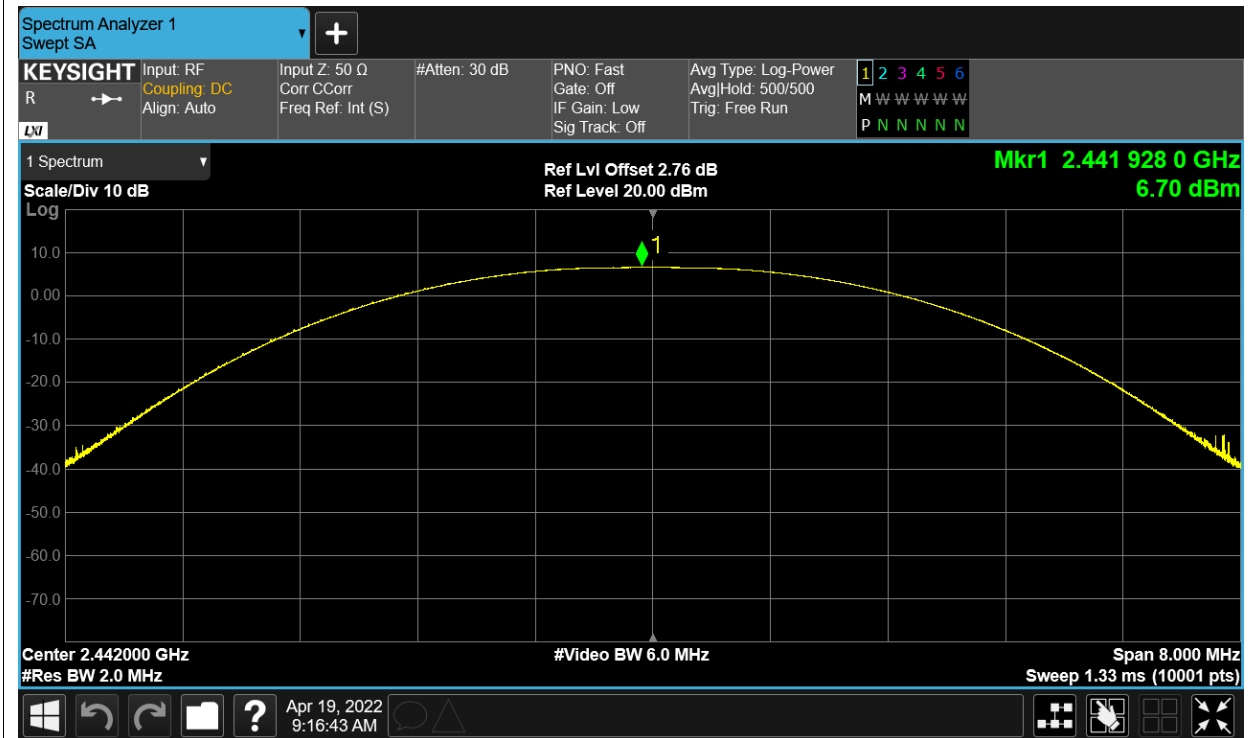 Spectrum Analyzer 1
Swept SA
KEYSIGHT
R
LXI
Input: RF
Coupling: DC
Align: Auto
Input Z: 50 Ω
Corr CCorr
Freq Ref: Int (S)
#Atten: 30 dB
PNO: Fast
Gate: Off
IF Gain: Low
Sig Track: Off
Avg Type: Log-Power
Avg|Hold: 500/500
Trig: Free Run
1 2 3 4 5 6
M W W W W W
P N N N N N
1 Spectrum
Scale/Div 10 dB
Log
Ref Lvl Offset 2.76 dB
Ref Level 20.00 dBm
Mkr1 2.441 928 0 GHz
6.70 dBm
1
10.0
0.00
-10.0
-20.0
-30.0
-40.0
-50.0
-60.0
-70.0
Center 2.442000 GHz
#Res BW 2.0 MHz
#Video BW 6.0 MHz
Span 8.000 MHz
Sweep 1.33 ms (10001 pts)
?
Apr 19, 2022
9:16:43 AM